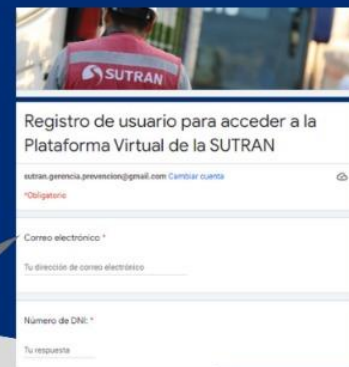 SUTRAN
Registro de usuario para acceder a la
Plataforma Virtual de la SUTRAN
sutran.gerencia.prevencion@gmail.com Cambiar cuenta
*Obligatorio
Correo electrónico *
Tu dirección de correo electrónico
Número de DNI: *
Tu respuesta